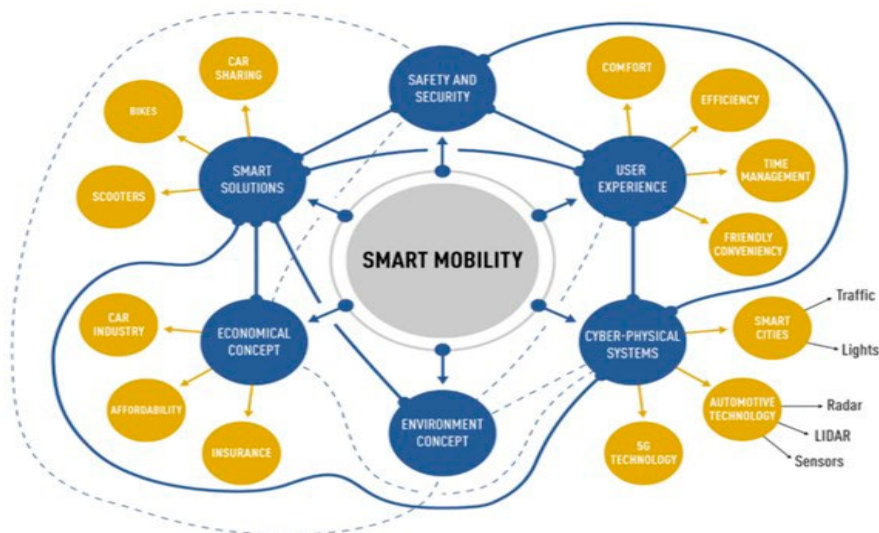 CAR
SHARING
BIKES
SCOOTERS
SMART
SOLUTIONS
SAFETY AND
SECURITY
COMFORT
EFFICIENCY
USER
EXPERIENCE
TIME
MANAGEMENT
FRIENDLY
CONVENIENCY
SMART MOBILITY
CAR
INDUSTRY
ECONOMICAL
CONCEPT
AFFORDABILITY
INSURANCE
ENVIRONMENT
CONCEPT
CYBER-PHYSICAL
SYSTEMS
SMART
CITIES
Traffic
Lights
AUTOMOTIVE
TECHNOLOGY
Radar
LIDAR
Sensors
5G
TECHNOLOGY